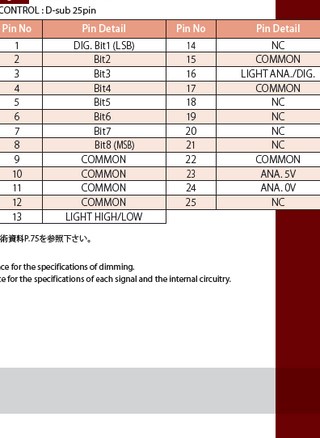 CONTROL : D-sub 25pin
Pin No Pin Detail Pin No Pin Detail
1 DIG. Bit1 (LSB) 14 NC
2 Bit2 15 COMMON
3 Bit3 16 LIGHT ANA./DIG.
4 Bit4 17 COMMON
5 Bit5 18 NC
6 Bit6 19 NC
7 Bit7 20 NC
8 Bit8 (MSB) 21 NC
9 COMMON 22 COMMON
10 COMMON 23 ANA. 5V
11 COMMON 24 ANA. 0V
12 COMMON 25 NC
13 LIGHT HIGH/LOW
術資料P.75を参照下さい。
ce for the specifications of dimming.
ce for the specifications of each signal and the internal circuitry.